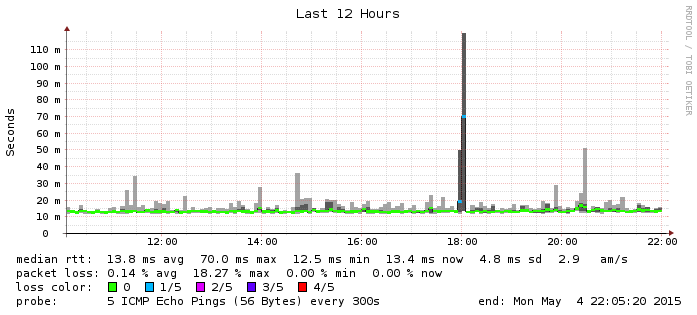 Last 12 Hours
RRDTOOL / TOBI OETIKER
Seconds
110 m
100 m
90 m
80 m
70 m
60 m
50 m
40 m
30 m
20 m
10 m
0
12:00 14:00 16:00 18:00 20:00 22:00
median rtt: 13.8 ms avg 70.0 ms max 12.5 ms min 13.4 ms now 4.8 ms sd 2.9 am/s
packet loss: 0.14 % avg 18.27 % max 0.00 % min 0.00 % now
loss color: 0 1/5 2/5 3/5 4/5
probe: 5 ICMP Echo Pings (56 Bytes) every 300s end: Mon May 4 22:05:20 2015